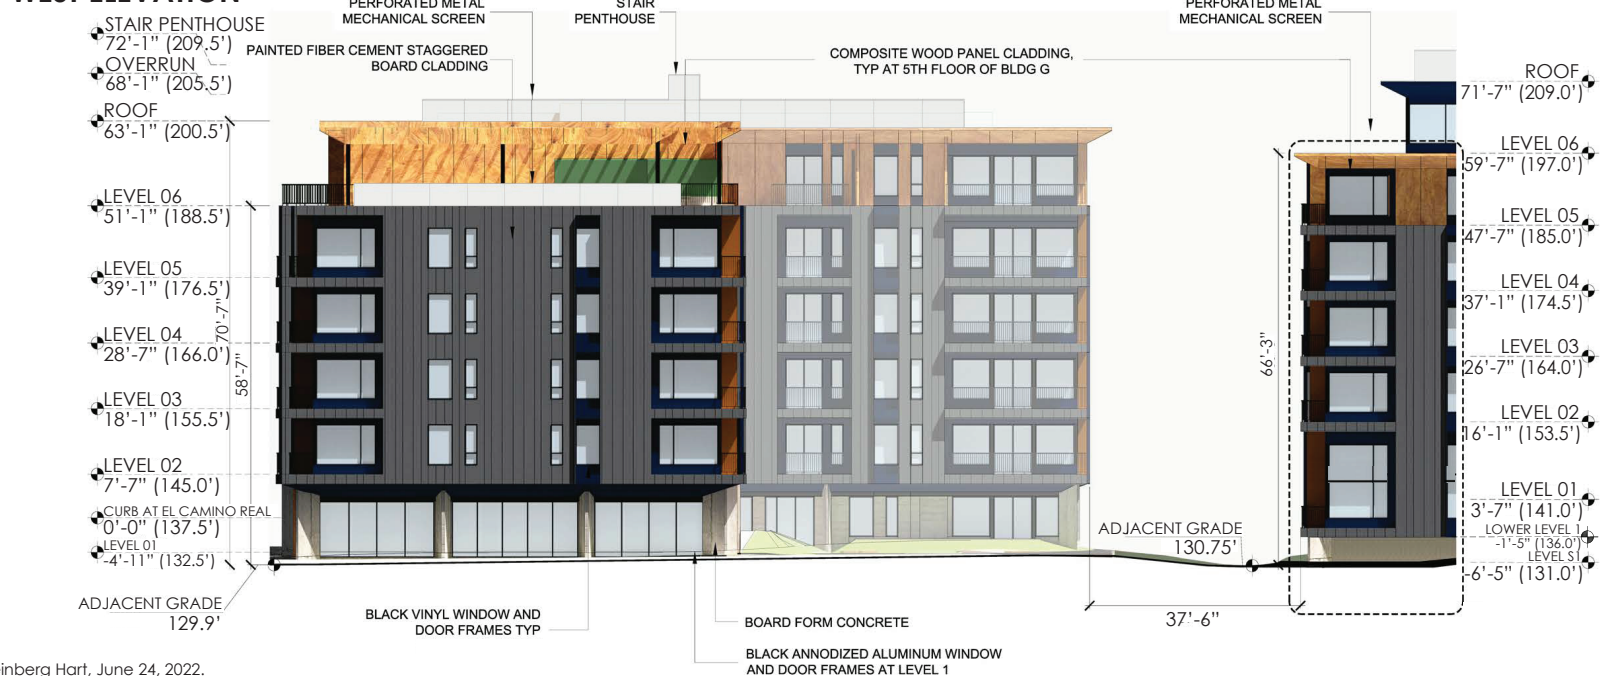 WEST ELEVATION
STAIR PENTHOUSE
72'-1" (209.5')
OVERRUN
68'-1" (205.5')
ROOF
63'-1" (200.5')
LEVEL 06
51'-1" (188.5')
LEVEL 05
39'-1" (176.5')
LEVEL 04
28'-7" (166.0')
LEVEL 03
18'-1" (155.5')
LEVEL 02
7'-7" (145.0')
CURB AT EL CAMINO REAL
0'-0" (137.5')
LEVEL 01
-4'-11" (132.5')
ADJACENT GRADE
129.9'
70'-7"
58'-7"
PERFORATED METAL
MECHANICAL SCREEN
STAIR
PENTHOUSE
PAINTED FIBER CEMENT STAGGERED
BOARD CLADDING
COMPOSITE WOOD PANEL CLADDING,
TYP AT 5TH FLOOR OF BLDG G
PERFORATED METAL
MECHANICAL SCREEN
BLACK VINYL WINDOW AND
DOOR FRAMES TYP
BOARD FORM CONCRETE
BLACK ANNODIZED ALUMINUM WINDOW
AND DOOR FRAMES AT LEVEL 1
ADJACENT GRADE
130.75'
37'-6"
66'-3"
ROOF
71'-7" (209.0')
LEVEL 06
59'-7" (197.0')
LEVEL 05
47'-7" (185.0')
LEVEL 04
37'-1" (174.5')
LEVEL 03
26'-7" (164.0')
LEVEL 02
16'-1" (153.5')
LEVEL 01
3'-7" (141.0')
LOWER LEVEL 1
-1'-5" (136.0')
LEVEL S1
-6'-5" (131.0')
inberg Hart, June 24, 2022.